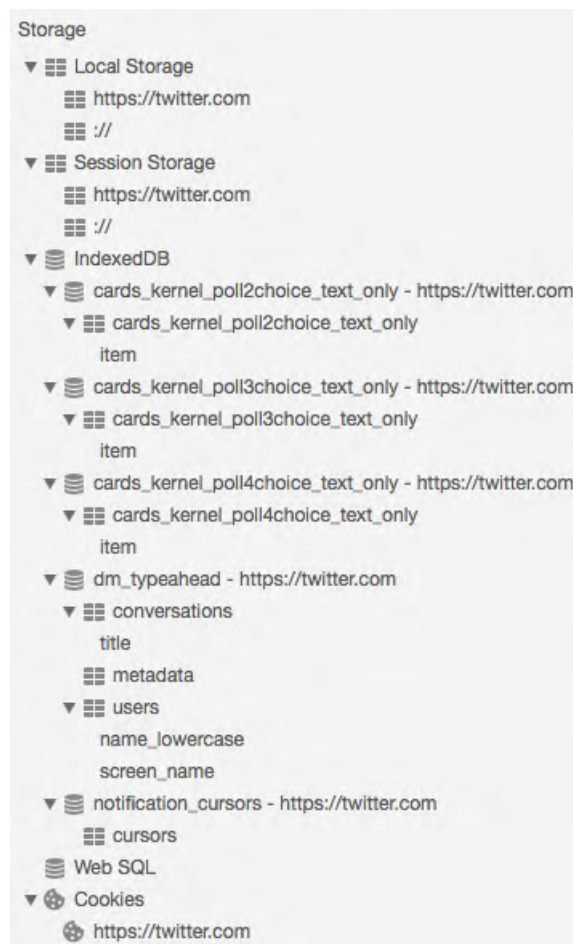 Storage
Local Storage
https://twitter.com
://
Session Storage
https://twitter.com
://
IndexedDB
cards_kernel_poll2choice_text_only - https://twitter.com
cards_kernel_poll2choice_text_only
item
cards_kernel_poll3choice_text_only - https://twitter.com
cards_kernel_poll3choice_text_only
item
cards_kernel_poll4choice_text_only - https://twitter.com
cards_kernel_poll4choice_text_only
item
dm_typeahead - https://twitter.com
conversations
title
metadata
users
name_lowercase
screen_name
notification_cursors - https://twitter.com
cursors
Web SQL
Cookies
https://twitter.com